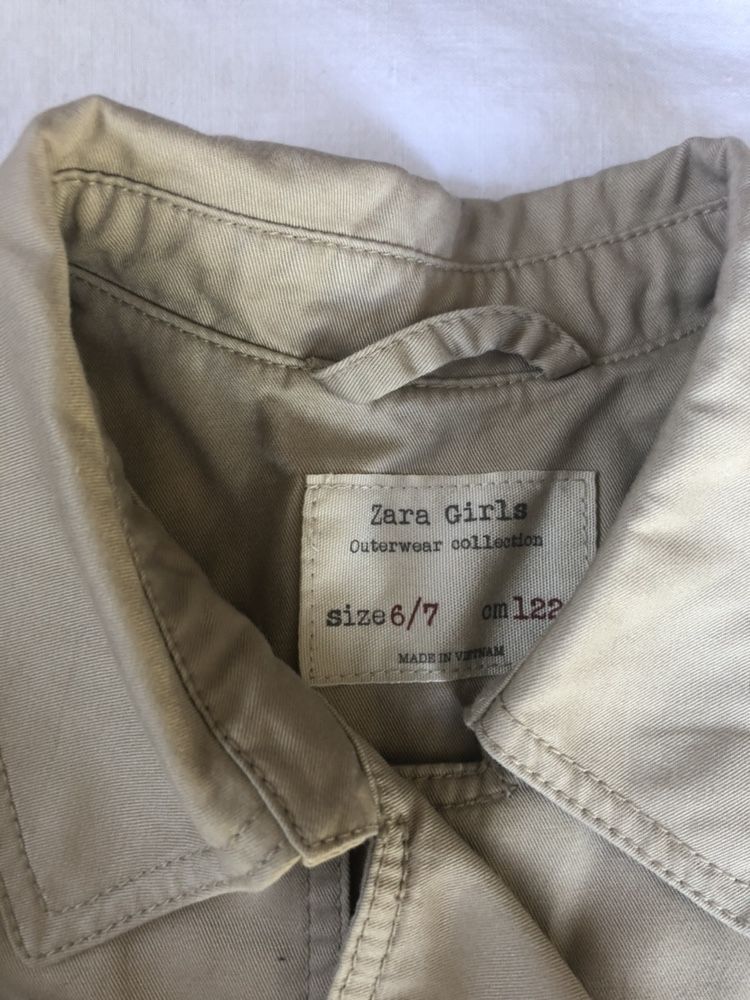 Zara Girls
Outerwear collection
size 6/7 cm 122
MADE IN VIETNAM